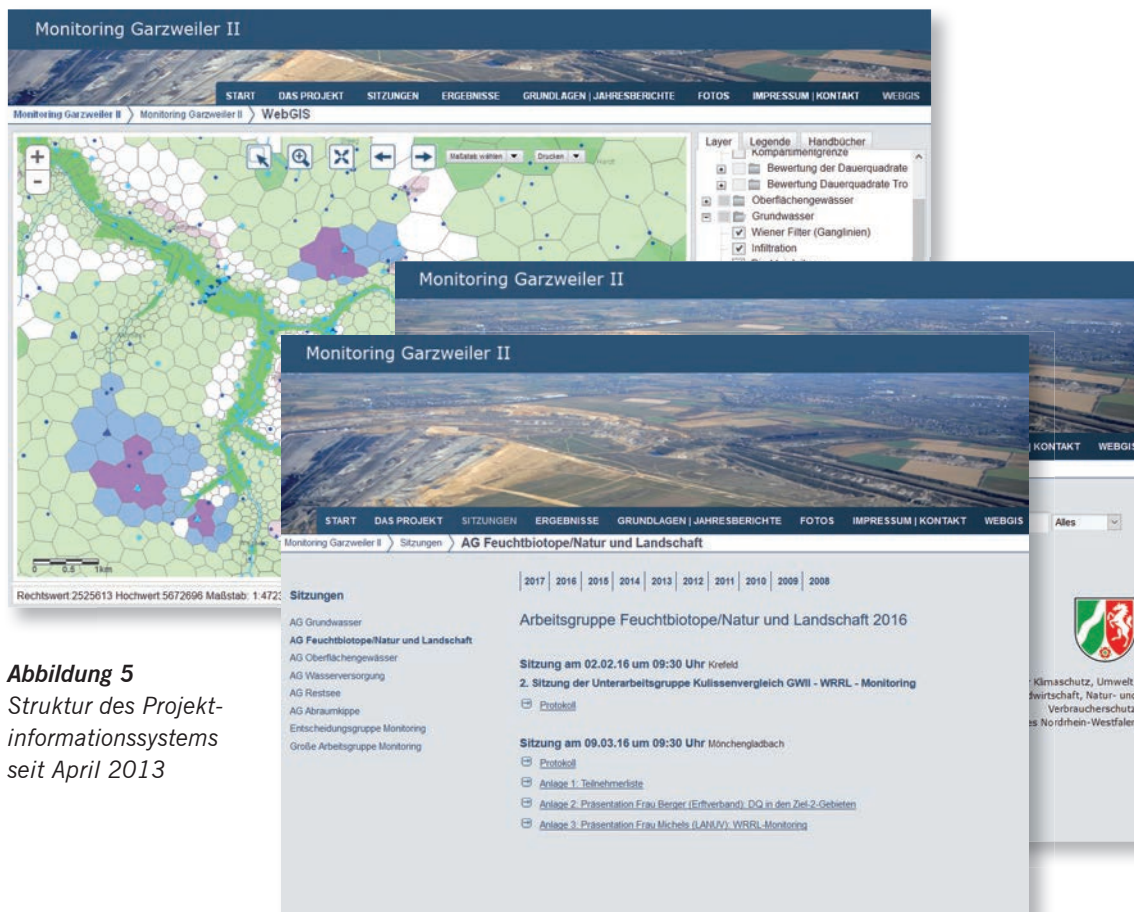 Monitoring Garzweiler II
START DAS PROJEKT SITZUNGEN ERGEBNISSE GRUNDLAGEN | JAHRESBERICHTE FOTOS IMPRESSUM | KONTAKT WEBGIS
Monitoring Garzweiler II Monitoring Garzweiler II WebGIS
Maßstab wählen Drucken
Layer Legende Handbücher
Kompartimentgrenze
Bewertung der Dauerquadrate
Bewertung Dauerquadrate Tro
Oberflächengewässer
Grundwasser
Wiener Filter (Ganglinien)
Infiltration
0 0.5 1km
Rechtswert:2525613 Hochwert:5672696 Maßstab: 1:472
Monitoring Garzweiler II
| KONTAKT WEBGIS
Alles
Klimaschutz, Umwelt
dwirtschaft, Natur- und
Verbraucherschutz
es Nordrhein-Westfalen
Monitoring Garzweiler II
START DAS PROJEKT SITZUNGEN ERGEBNISSE GRUNDLAGEN | JAHRESBERICHTE FOTOS IMPRESSUM | KONTAKT WEBGIS
Monitoring Garzweiler II Sitzungen AG Feuchtbiotope/Natur und Landschaft
Sitzungen
AG Grundwasser
AG Feuchtbiotope/Natur und Landschaft
AG Oberflächengewässer
AG Wasserversorgung
AG Restsee
AG Abraumkippe
Entscheidungsgruppe Monitoring
Große Arbeitsgruppe Monitoring
2017 2016 2015 2014 2013 2012 2011 2010 2009 2008
Arbeitsgruppe Feuchtbiotope/Natur und Landschaft 2016
Sitzung am 02.02.16 um 09:30 Uhr Krefeld
2. Sitzung der Unterarbeitsgruppe Kulissenvergleich GWII - WRRL - Monitoring
Protokoll
Sitzung am 09.03.16 um 09:30 Uhr Mönchengladbach
Protokoll
Anlage 1: Teilnehmerliste
Anlage 2: Präsentation Frau Berger (Erftverband): DQ in den Ziel-2-Gebieten
Anlage 3: Präsentation Frau Michels (LANUV): WRRL-Monitoring
Abbildung 5
Struktur des Projekt-
informationssystems
seit April 2013